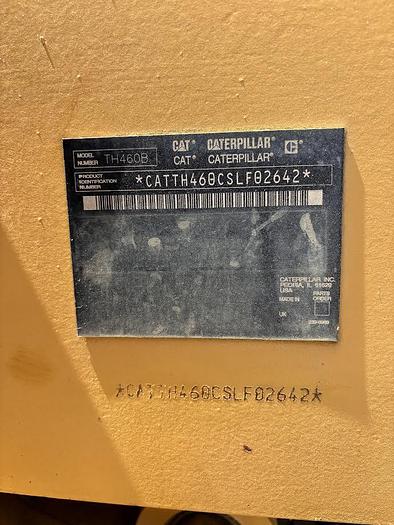 MODEL NUMBER TH460B CAT® CATERPILLAR®
CAT® CATERPILLAR®
PRODUCT IDENTIFICATION NUMBER *CATTH460CSLF02642*
CATERPILLAR INC.
PEORIA, IL 61629
USA
MADE IN
PARTS ORDER
UK
*CATTH460CSLF02642*